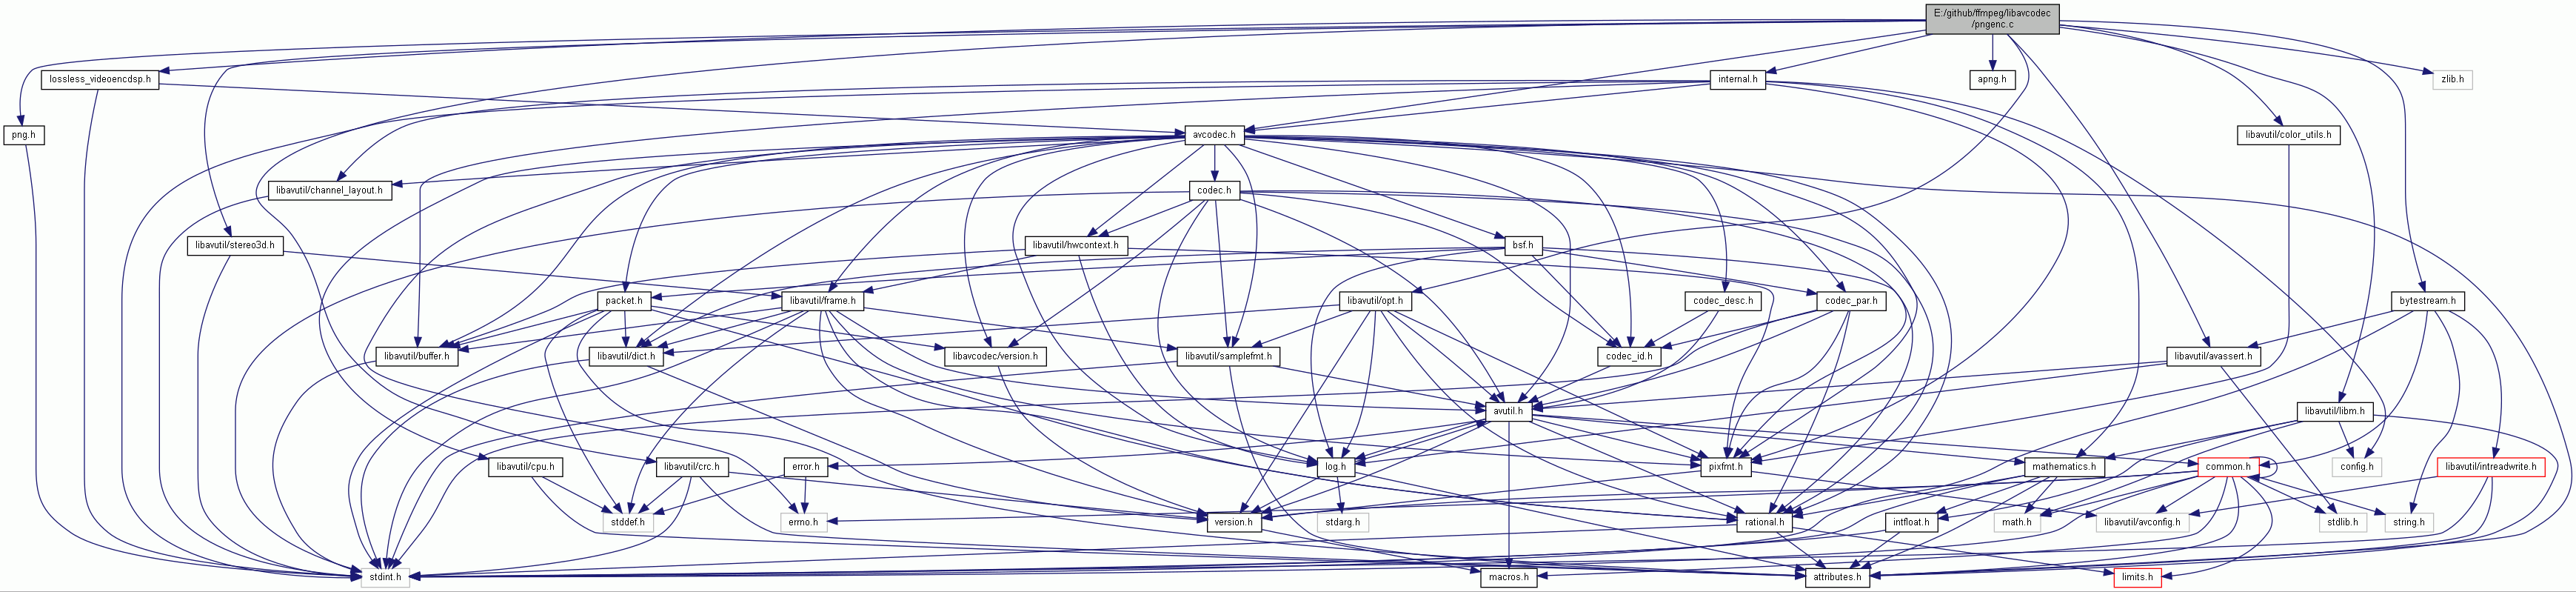 E:/github/ffmpeg/libavcodec
/pngenc.c
lossless_videoencdsp.h
internal.h
apng.h
zlib.h
png.h
avcodec.h
libavutil/color_utils.h
libavutil/channel_layout.h
codec.h
libavutil/stereo3d.h
libavutil/hwcontext.h
bsf.h
packet.h
libavutil/frame.h
libavutil/opt.h
codec_desc.h
codec_par.h
bytestream.h
libavutil/buffer.h
libavutil/dict.h
libavcodec/version.h
libavutil/samplefmt.h
codec_id.h
libavutil/avassert.h
avutil.h
libavutil/libm.h
libavutil/cpu.h
libavutil/crc.h
error.h
log.h
pixfmt.h
mathematics.h
common.h
config.h
libavutil/intreadwrite.h
stddef.h
errno.h
version.h
stdarg.h
rational.h
intfloat.h
math.h
libavutil/avconfig.h
stdlib.h
string.h
stdint.h
macros.h
attributes.h
limits.h